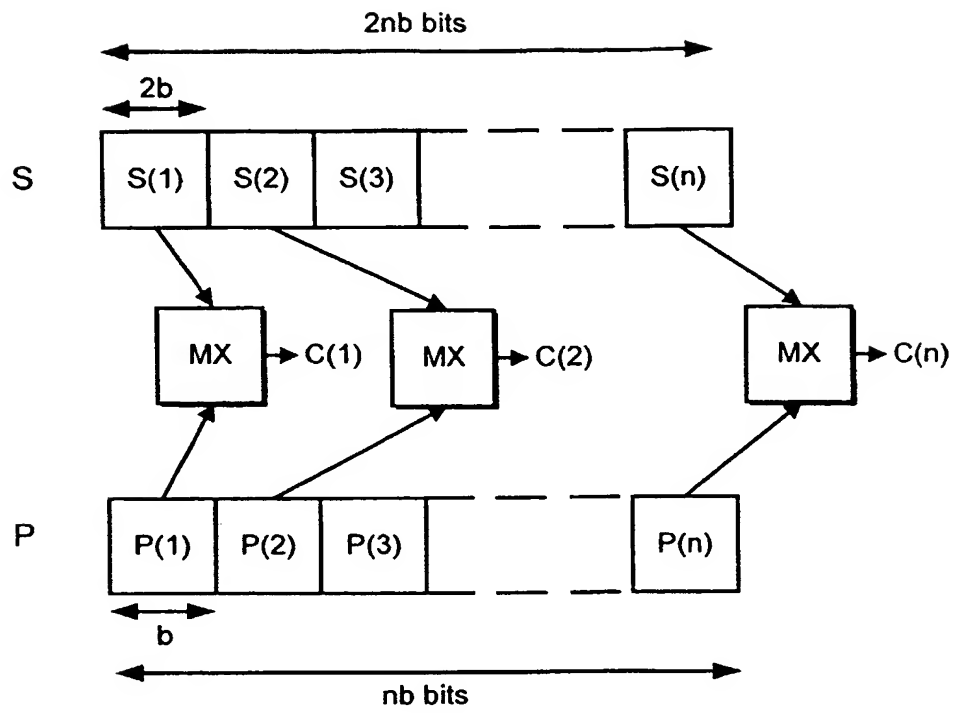 2nb bits
2b
S S(1) S(2) S(3) S(n)
MX C(1) MX C(2) MX C(n)
P P(1) P(2) P(3) P(n)
b
nb bits